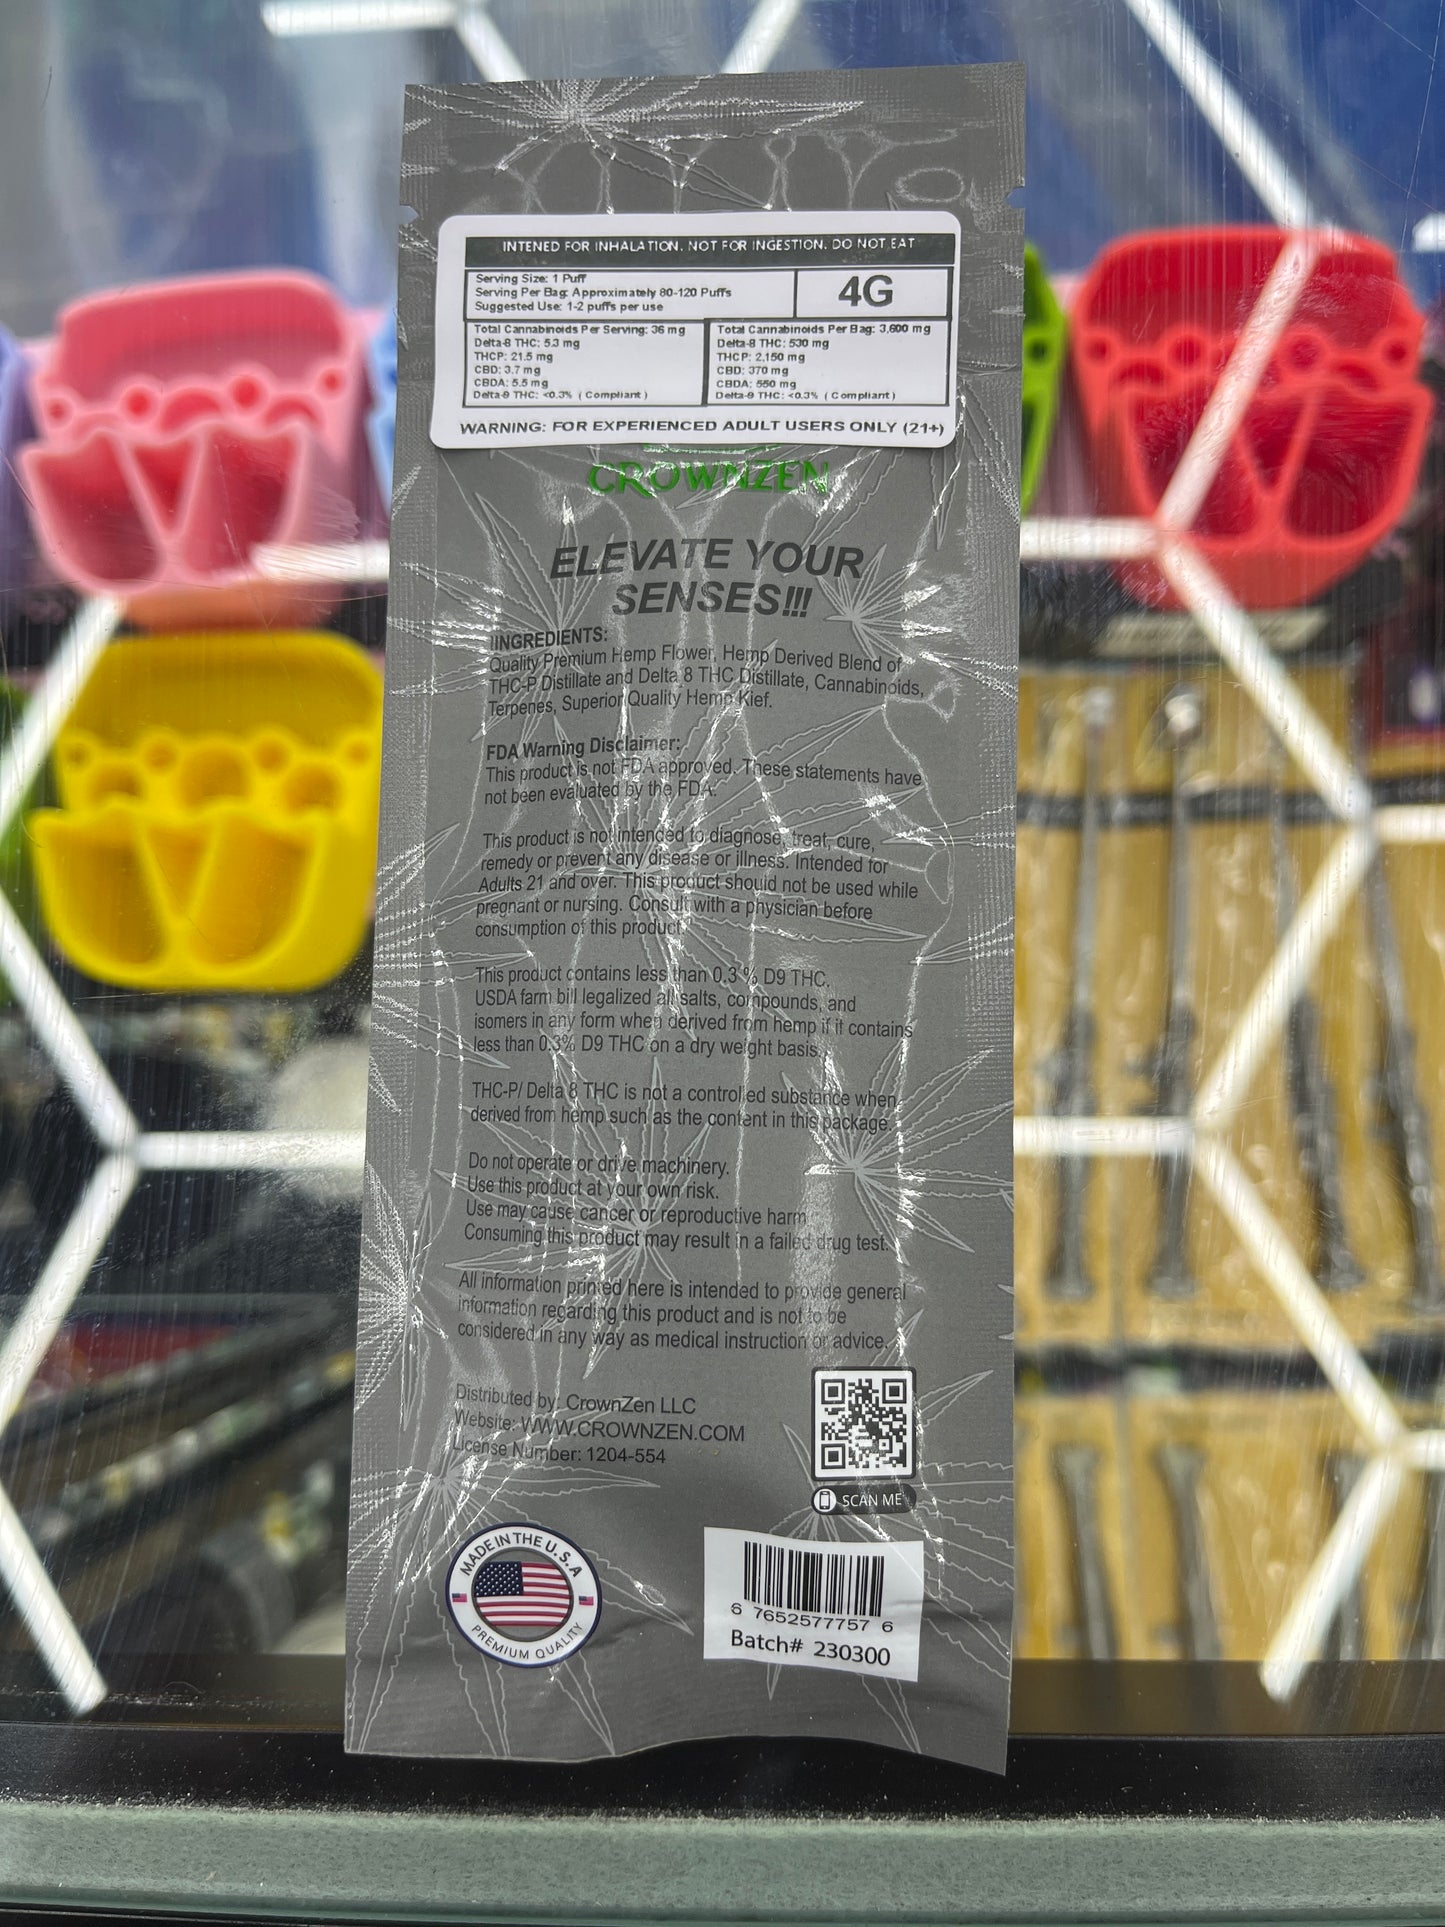 INTENED FOR INHALATION. NOT FOR INGESTION. DO NOT EAT
Serving Size: 1 Puff
Serving Per Bag: Approximately 80-120 Puffs
Suggested Use: 1-2 puffs per use
4G
Total Cannabinoids Per Serving: 36 mg
Delta-8 THC: 5.3 mg
THCP: 21.5 mg
CBD: 3.7 mg
CBDA: 5.5 mg
Delta-9 THC: <0.3% ( Compliant )
Total Cannabinoids Per Bag: 3,600 mg
Delta-8 THC: 530 mg
THCP: 2,150 mg
CBD: 370 mg
CBDA: 550 mg
Delta-9 THC: <0.3% ( Compliant )
WARNING: FOR EXPERIENCED ADULT USERS ONLY (21+)
CROWNZEN
ELEVATE YOUR
SENSES!!!
IINGREDIENTS:
Quality Premium Hemp Flower, Hemp Derived Blend of
THC-P Distillate and Delta 8 THC Distillate, Cannabinoids,
Terpenes, Superior Quality Hemp Kief.
FDA Warning Disclaimer:
This product is not FDA approved. These statements have
not been evaluated by the FDA.
This product is not intended to diagnose, treat, cure,
remedy or prevent any disease or illness. Intended for
Adults 21 and over. This product should not be used while
pregnant or nursing. Consult with a physician before
consumption of this product.
This product contains less than 0.3 % D9 THC.
USDA farm bill legalized all salts, compounds, and
isomers in any form when derived from hemp if it contains
less than 0.3% D9 THC on a dry weight basis.
THC-P/ Delta 8 THC is not a controlled substance when
derived from hemp such as the content in this package.
Do not operate or drive machinery.
Use this product at your own risk.
Use may cause cancer or reproductive harm
Consuming this product may result in a failed drug test.
All information printed here is intended to provide general
information regarding this product and is not to be
considered in any way as medical instruction or advice.
Distributed by: CrownZen LLC
Website: WWW.CROWNZEN.COM
License Number: 1204-554
SCAN ME
MADE IN THE U.S.A
PREMIUM QUALITY
6 7652577757 6
Batch# 230300